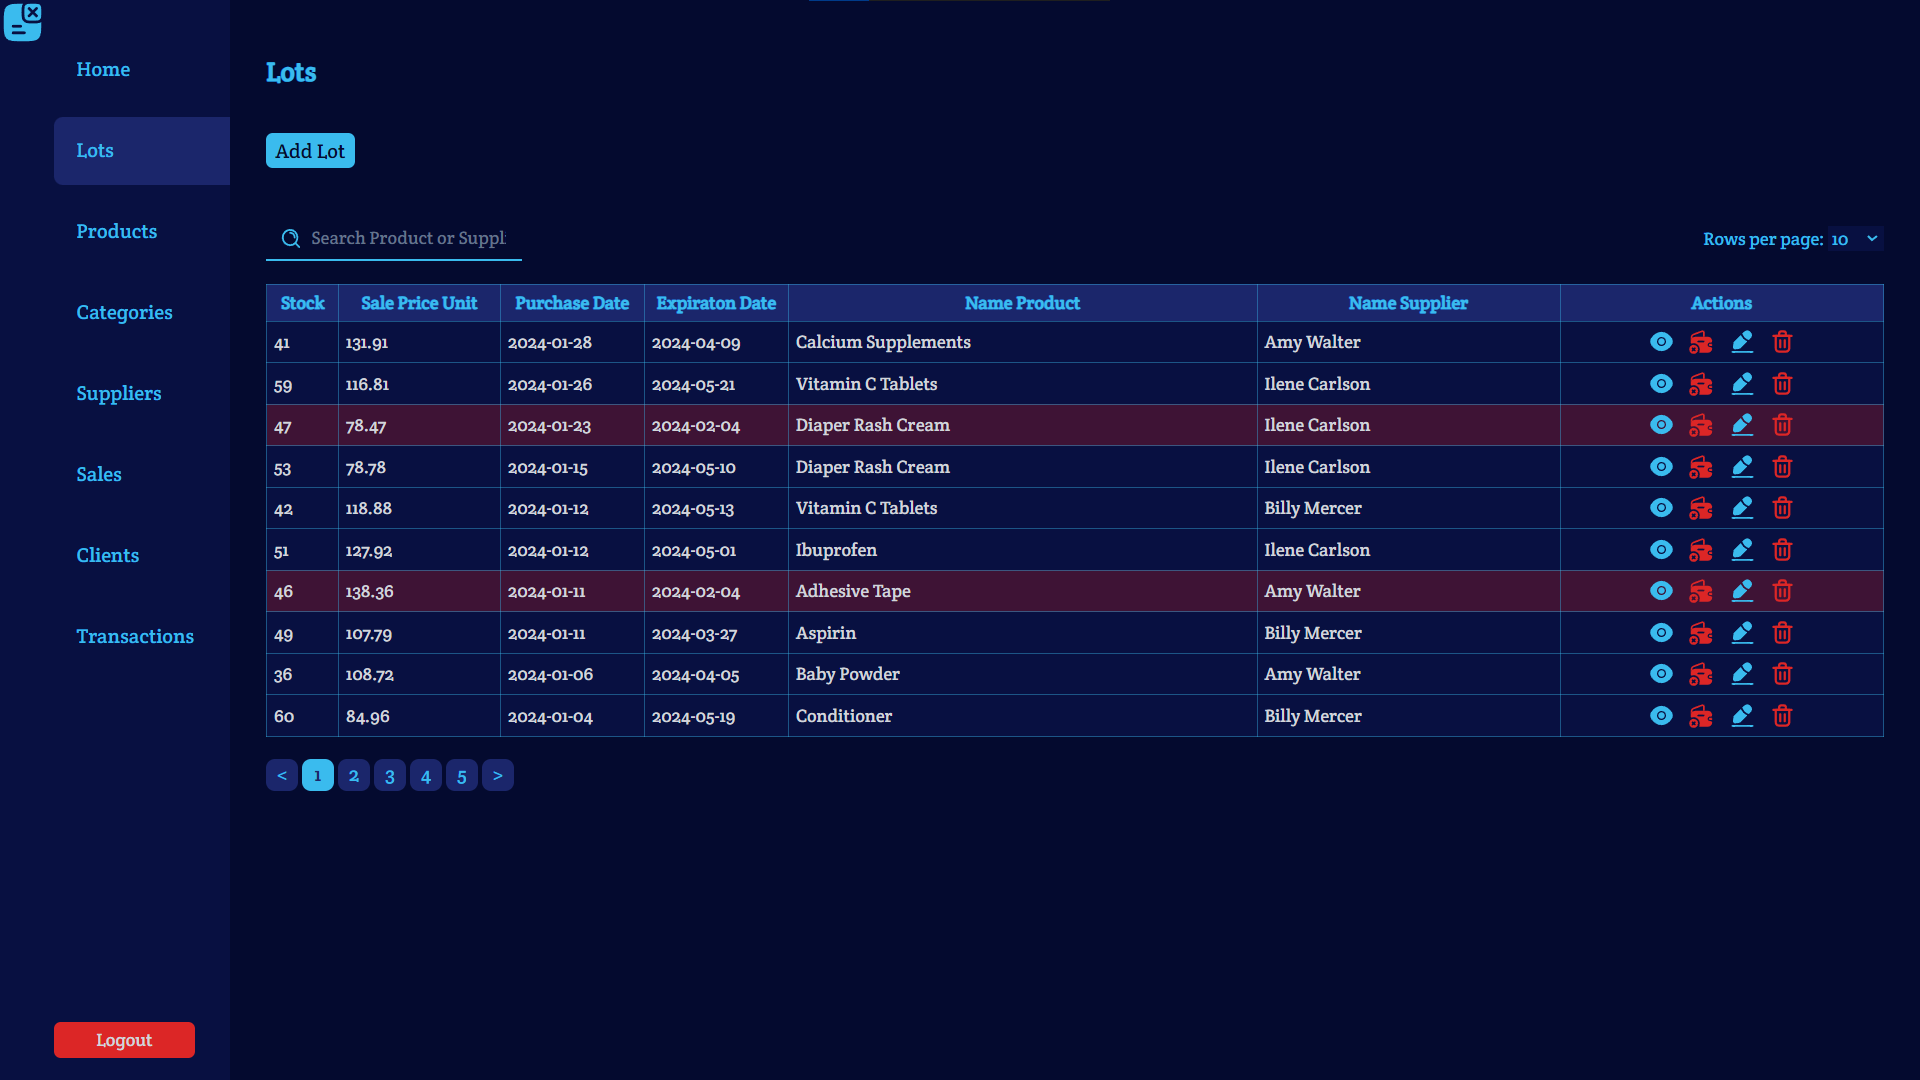 Home
Lots
Products
Categories
Suppliers
Sales
Clients
Transactions
Logout
Lots
Add Lot
Search Product or Suppl
Rows per page: 10
Stock Sale Price Unit Purchase Date Expiraton Date Name Product Name Supplier Actions
41 131.91 2024-01-28 2024-04-09 Calcium Supplements Amy Walter
59 116.81 2024-01-26 2024-05-21 Vitamin C Tablets Ilene Carlson
47 78.47 2024-01-23 2024-02-04 Diaper Rash Cream Ilene Carlson
53 78.78 2024-01-15 2024-05-10 Diaper Rash Cream Ilene Carlson
42 118.88 2024-01-12 2024-05-13 Vitamin C Tablets Billy Mercer
51 127.92 2024-01-12 2024-05-01 Ibuprofen Ilene Carlson
46 138.36 2024-01-11 2024-02-04 Adhesive Tape Amy Walter
49 107.79 2024-01-11 2024-03-27 Aspirin Billy Mercer
36 108.72 2024-01-06 2024-04-05 Baby Powder Amy Walter
60 84.96 2024-01-04 2024-05-19 Conditioner Billy Mercer
< 1 2 3 4 5 >